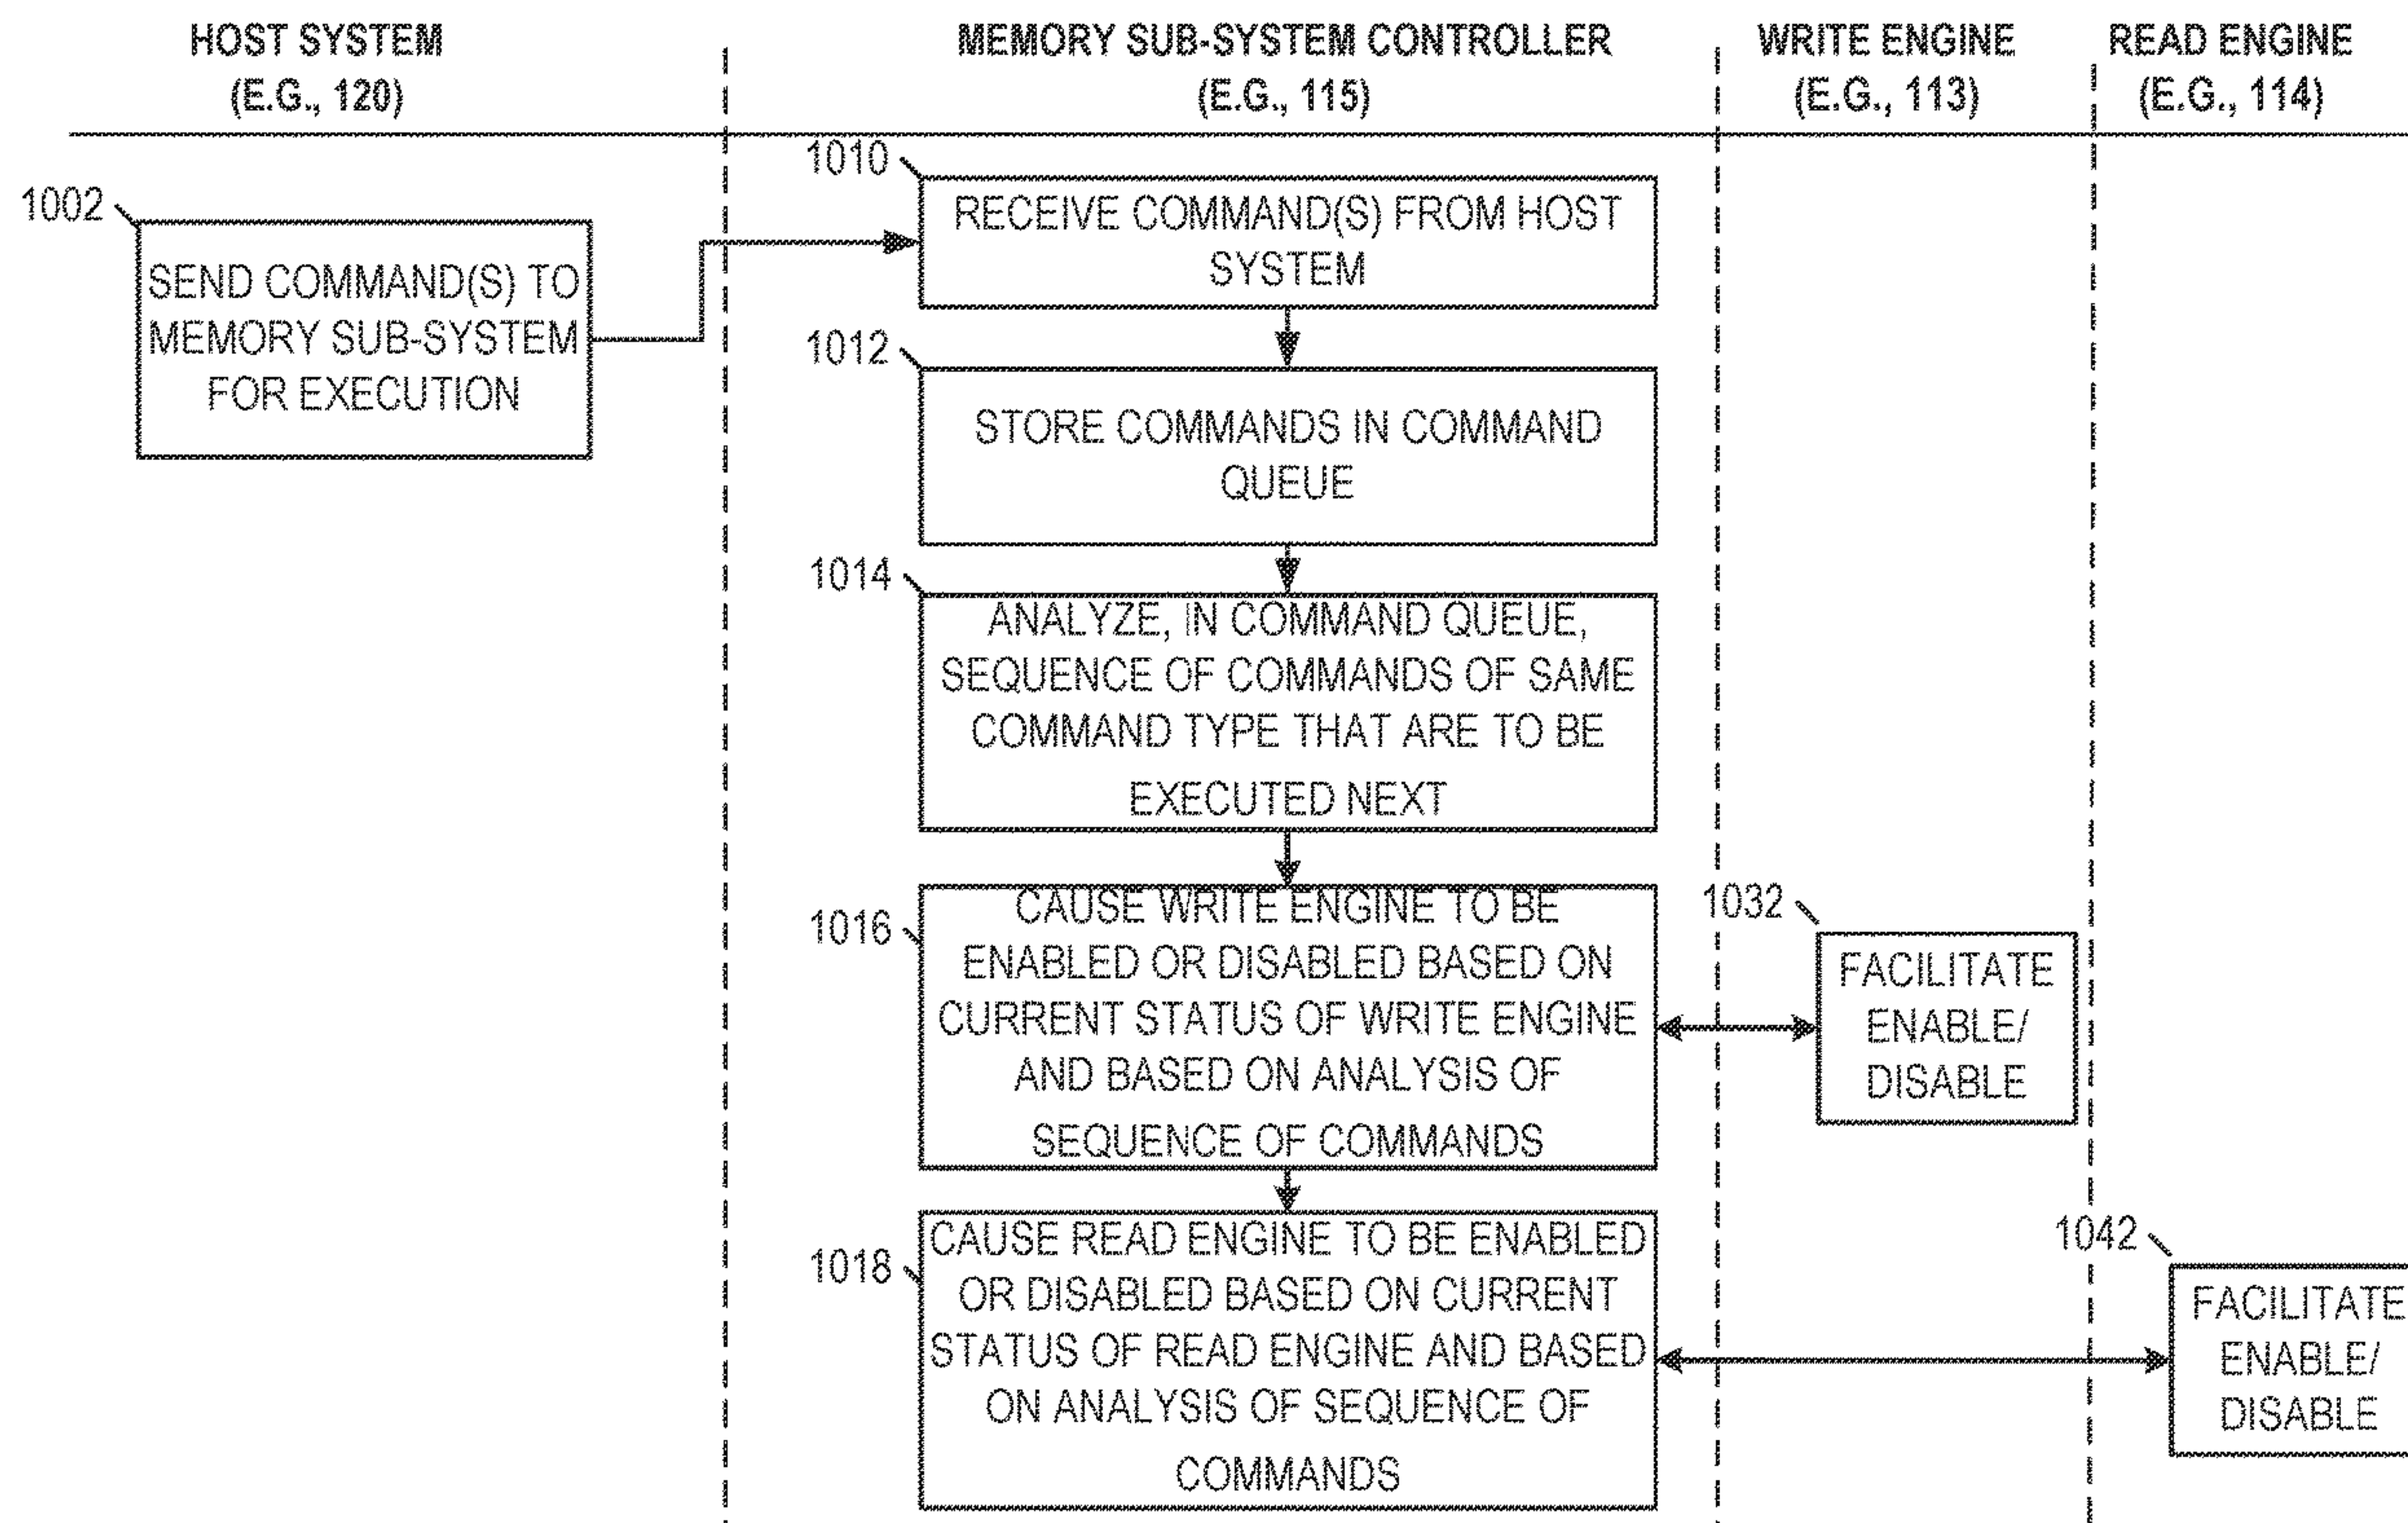 HOST SYSTEM
(E.G., 120)
MEMORY SUB-SYSTEM CONTROLLER
(E.G., 115)
WRITE ENGINE
(E.G., 113)
READ ENGINE
(E.G., 114)
1002
SEND COMMAND(S) TO
MEMORY SUB-SYSTEM
FOR EXECUTION
1010
RECEIVE COMMAND(S) FROM HOST
SYSTEM
1012
STORE COMMANDS IN COMMAND
QUEUE
1014
ANALYZE, IN COMMAND QUEUE,
SEQUENCE OF COMMANDS OF SAME
COMMAND TYPE THAT ARE TO BE
EXECUTED NEXT
1016
CAUSE WRITE ENGINE TO BE
ENABLED OR DISABLED BASED ON
CURRENT STATUS OF WRITE ENGINE
AND BASED ON ANALYSIS OF
SEQUENCE OF COMMANDS
1032
FACILITATE
ENABLE/
DISABLE
1018
CAUSE READ ENGINE TO BE ENABLED
OR DISABLED BASED ON CURRENT
STATUS OF READ ENGINE AND BASED
ON ANALYSIS OF SEQUENCE OF
COMMANDS
1042
FACILITATE
ENABLE/
DISABLE